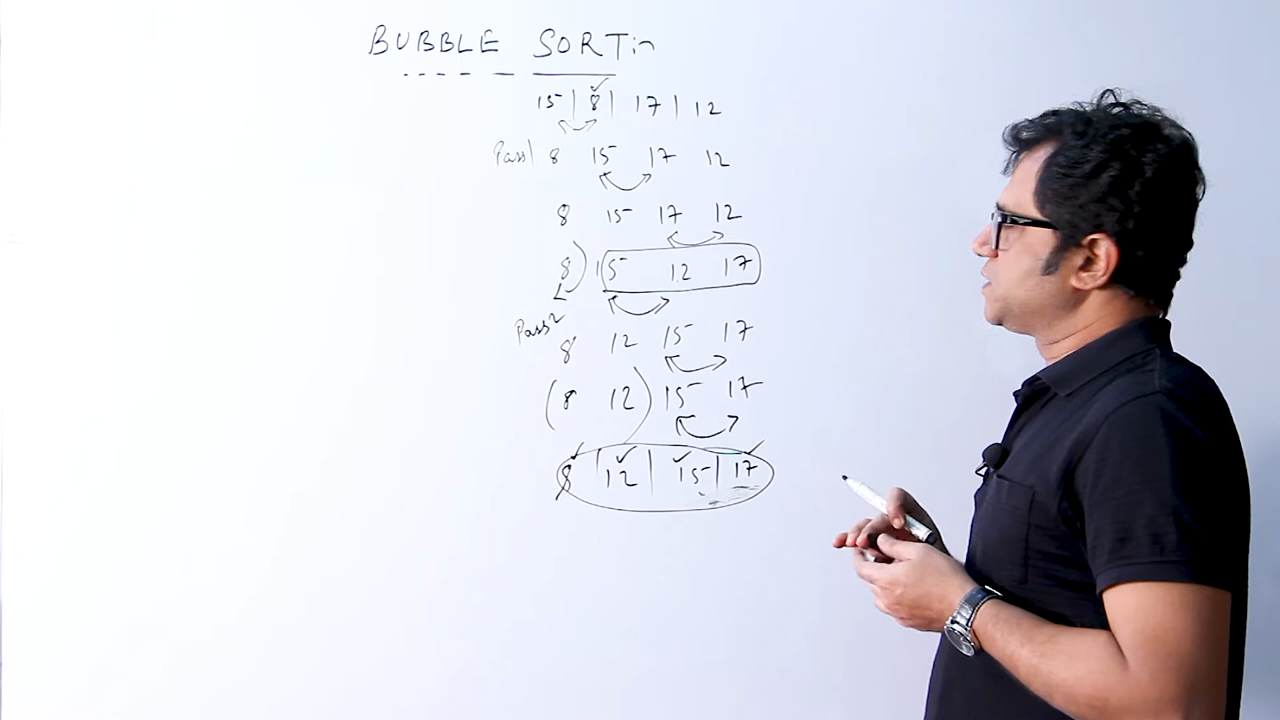 BUBBLE SORTin
15 | 8 | 17 | 12
Pass1 8 15 17 12
8 15 17 12
8) 15 12 17
Pass2
8 12 15 17
(8 12) 15 17
8 | 12 | 15 | 17